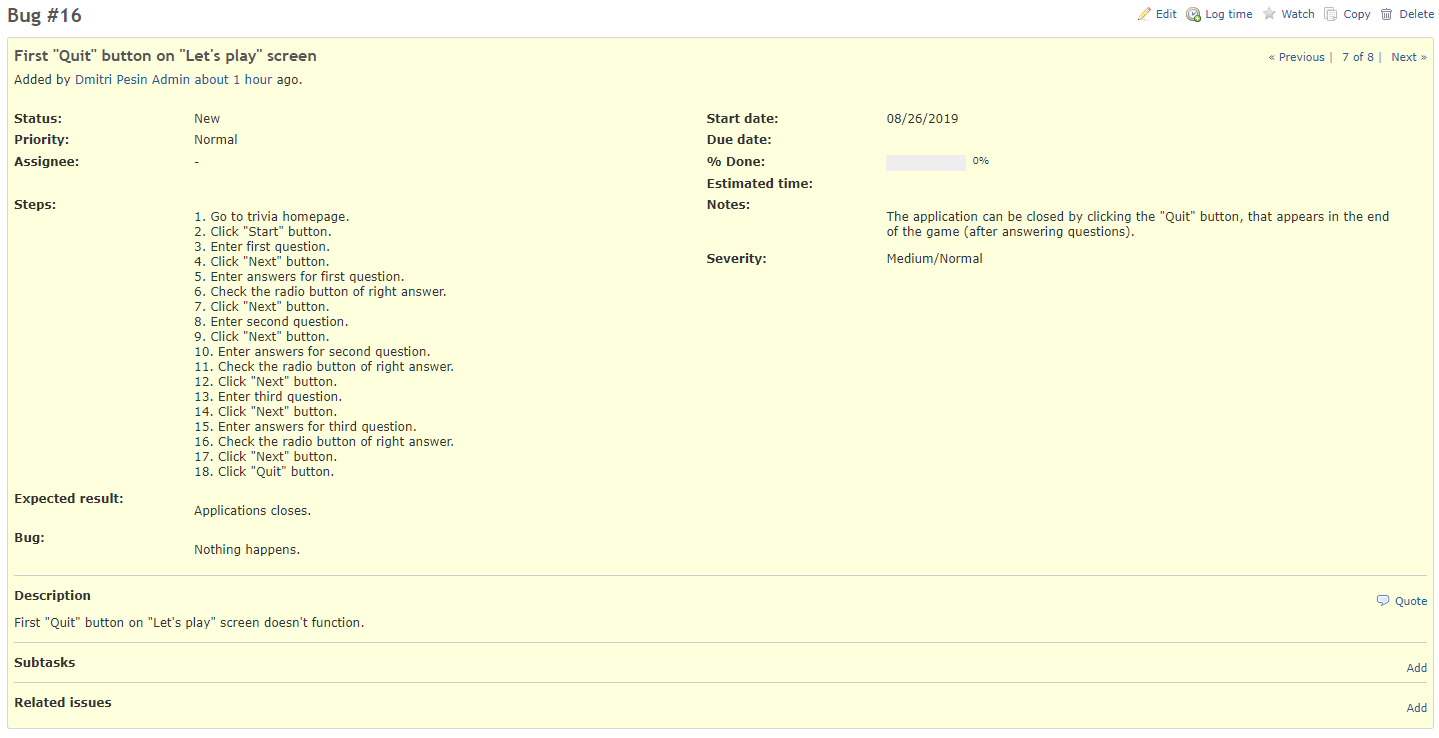 Bug #16
Edit Log time Watch Copy Delete
First "Quit" button on "Let's play" screen
« Previous | 7 of 8 | Next »
Added by Dmitri Pesin Admin about 1 hour ago.
Status: New
Priority: Normal
Assignee: -
Start date: 08/26/2019
Due date:
% Done: 0%
Estimated time:
Steps:
1. Go to trivia homepage.
2. Click "Start" button.
3. Enter first question.
4. Click "Next" button.
5. Enter answers for first question.
6. Check the radio button of right answer.
7. Click "Next" button.
8. Enter second question.
9. Click "Next" button.
10. Enter answers for second question.
11. Check the radio button of right answer.
12. Click "Next" button.
13. Enter third question.
14. Click "Next" button.
15. Enter answers for third question.
16. Check the radio button of right answer.
17. Click "Next" button.
18. Click "Quit" button.
Notes:
The application can be closed by clicking the "Quit" button, that appears in the end
of the game (after answering questions).
Severity: Medium/Normal
Expected result:
Applications closes.
Bug:
Nothing happens.
Description
Quote
First "Quit" button on "Let's play" screen doesn't function.
Subtasks
Add
Related issues
Add